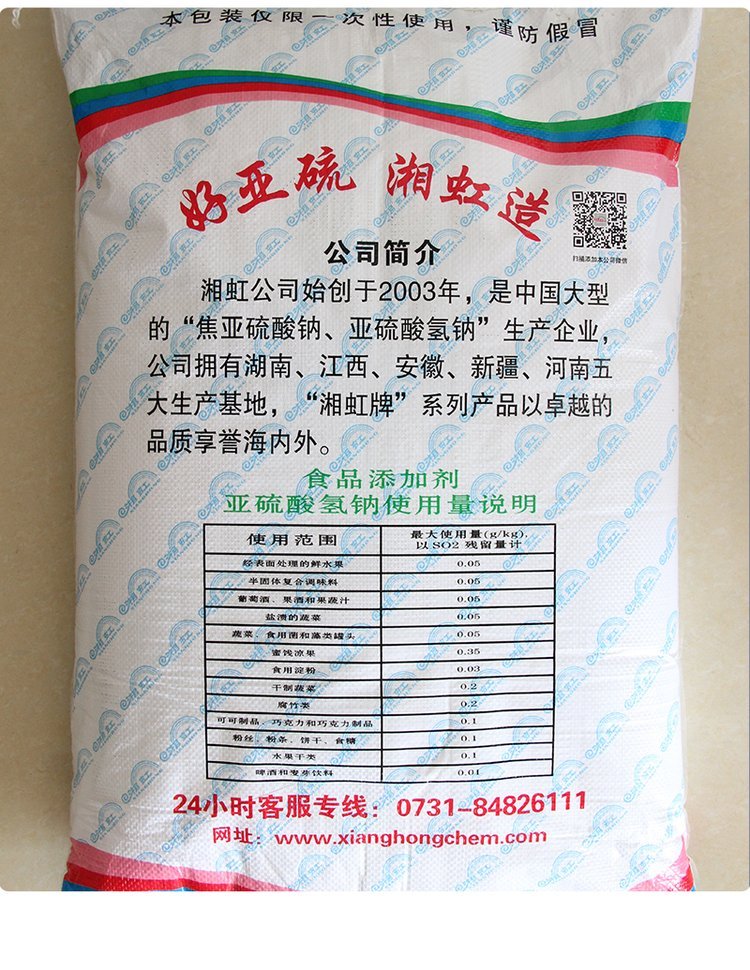 本包装仅限一次性使用，谨防假冒
好亚硫 湘虹造
扫描添加本公司微信
公司简介
湘虹公司始创于2003年，是中国大型
的“焦亚硫酸钠、亚硫酸氢钠”生产企业，
公司拥有湖南、江西、安徽、新疆、河南五
大生产基地，“湘虹牌”系列产品以卓越的
品质享誉海内外。
食品添加剂
亚硫酸氢钠使用量说明
使用范围 最大使用量(g/kg),
以SO2 残留量计
经表面处理的鲜水果 0.05
半固体复合调味料 0.05
葡萄酒、果酒和果蔬汁 0.05
盐渍的蔬菜 0.05
蔬菜、食用菌和藻类罐头 0.05
蜜饯凉果 0.35
食用淀粉 0.03
干制蔬菜 0.2
腐竹类 0.2
可可制品、巧克力和巧克力制品 0.1
粉丝、粉条、饼干、食糖 0.1
水果干类 0.1
啤酒和麦芽饮料 0.01
24小时客服专线：0731-84826111
网址：www.xianghongchem.com